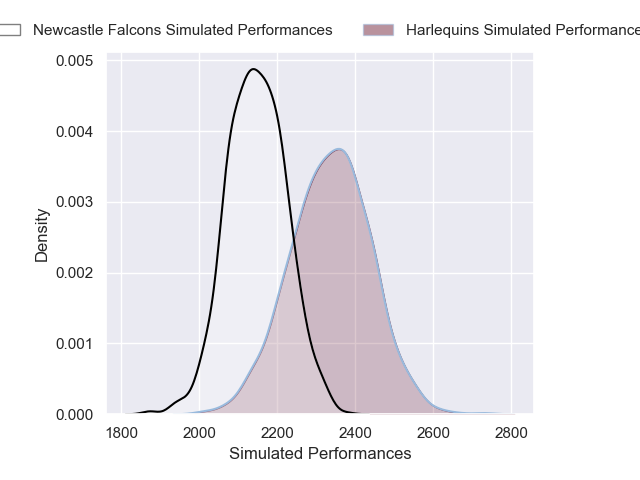 Newcastle Falcons Simulated Performances Harlequins Simulated Performance
0.005
0.004
0.003
0.002
0.001
0.000
Density
1800 2000 2200 2400 2600 2800
Simulated Performances